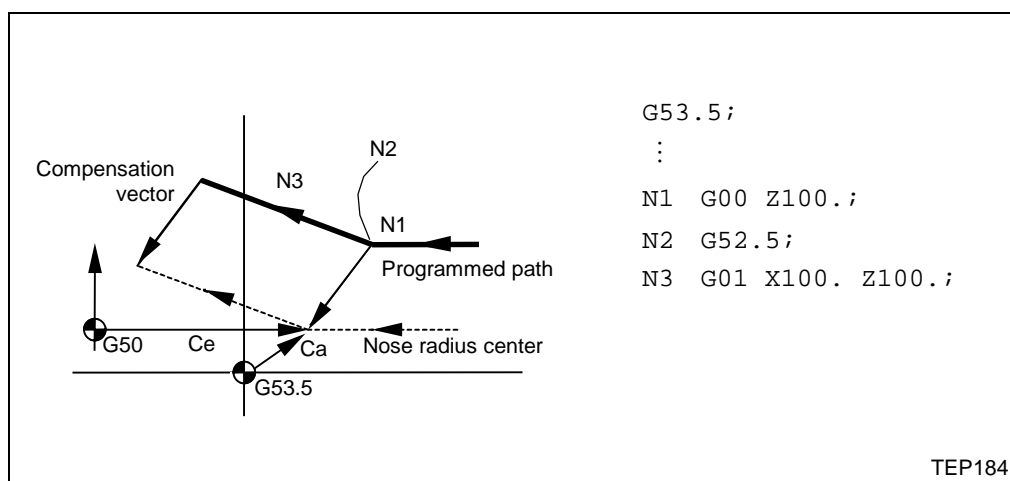 G53.5;
⋮
N1 G00 Z100.;
N2 G52.5;
N3 G01 X100. Z100.;
N2
Compensation
vector
N3
N1
Programmed path
G50
Ce
Ca
Nose radius center
G53.5
TEP184